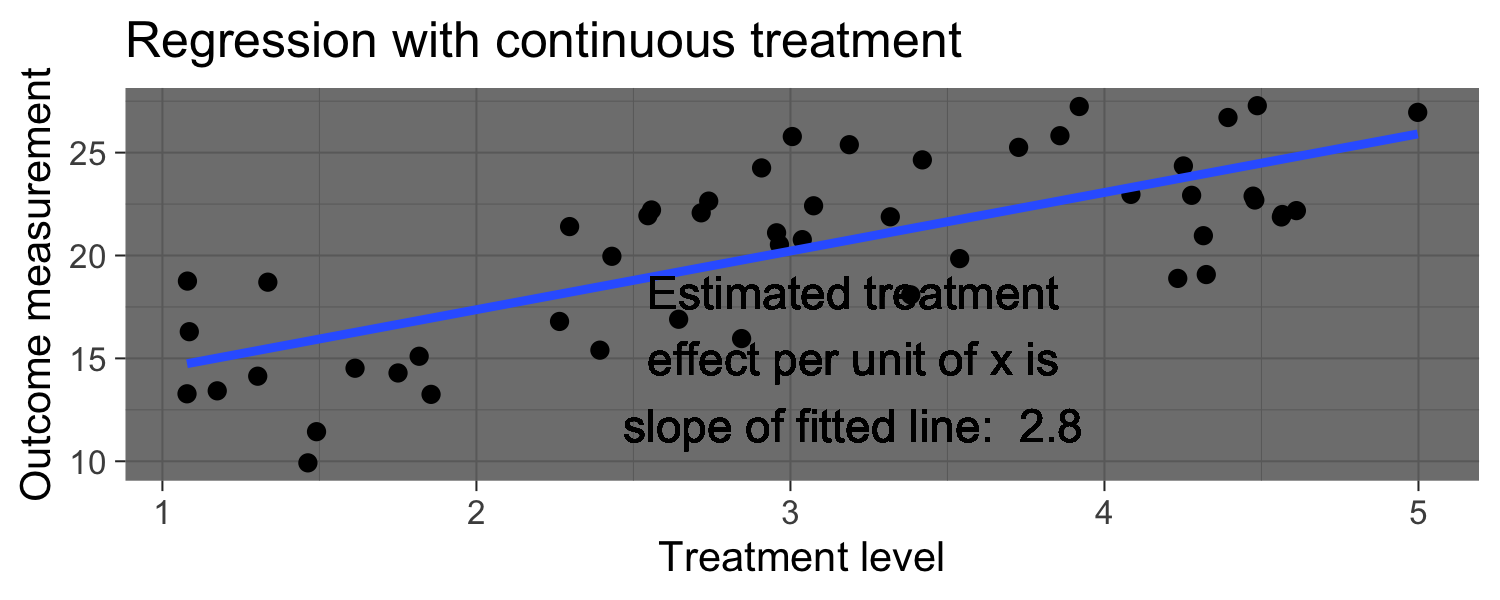 Regression with continuous treatment
Outcome measurement
25
20
15
10
Estimated treatment
effect per unit of x is
slope of fitted line:  2.8
1 2 3 4 5
Treatment level